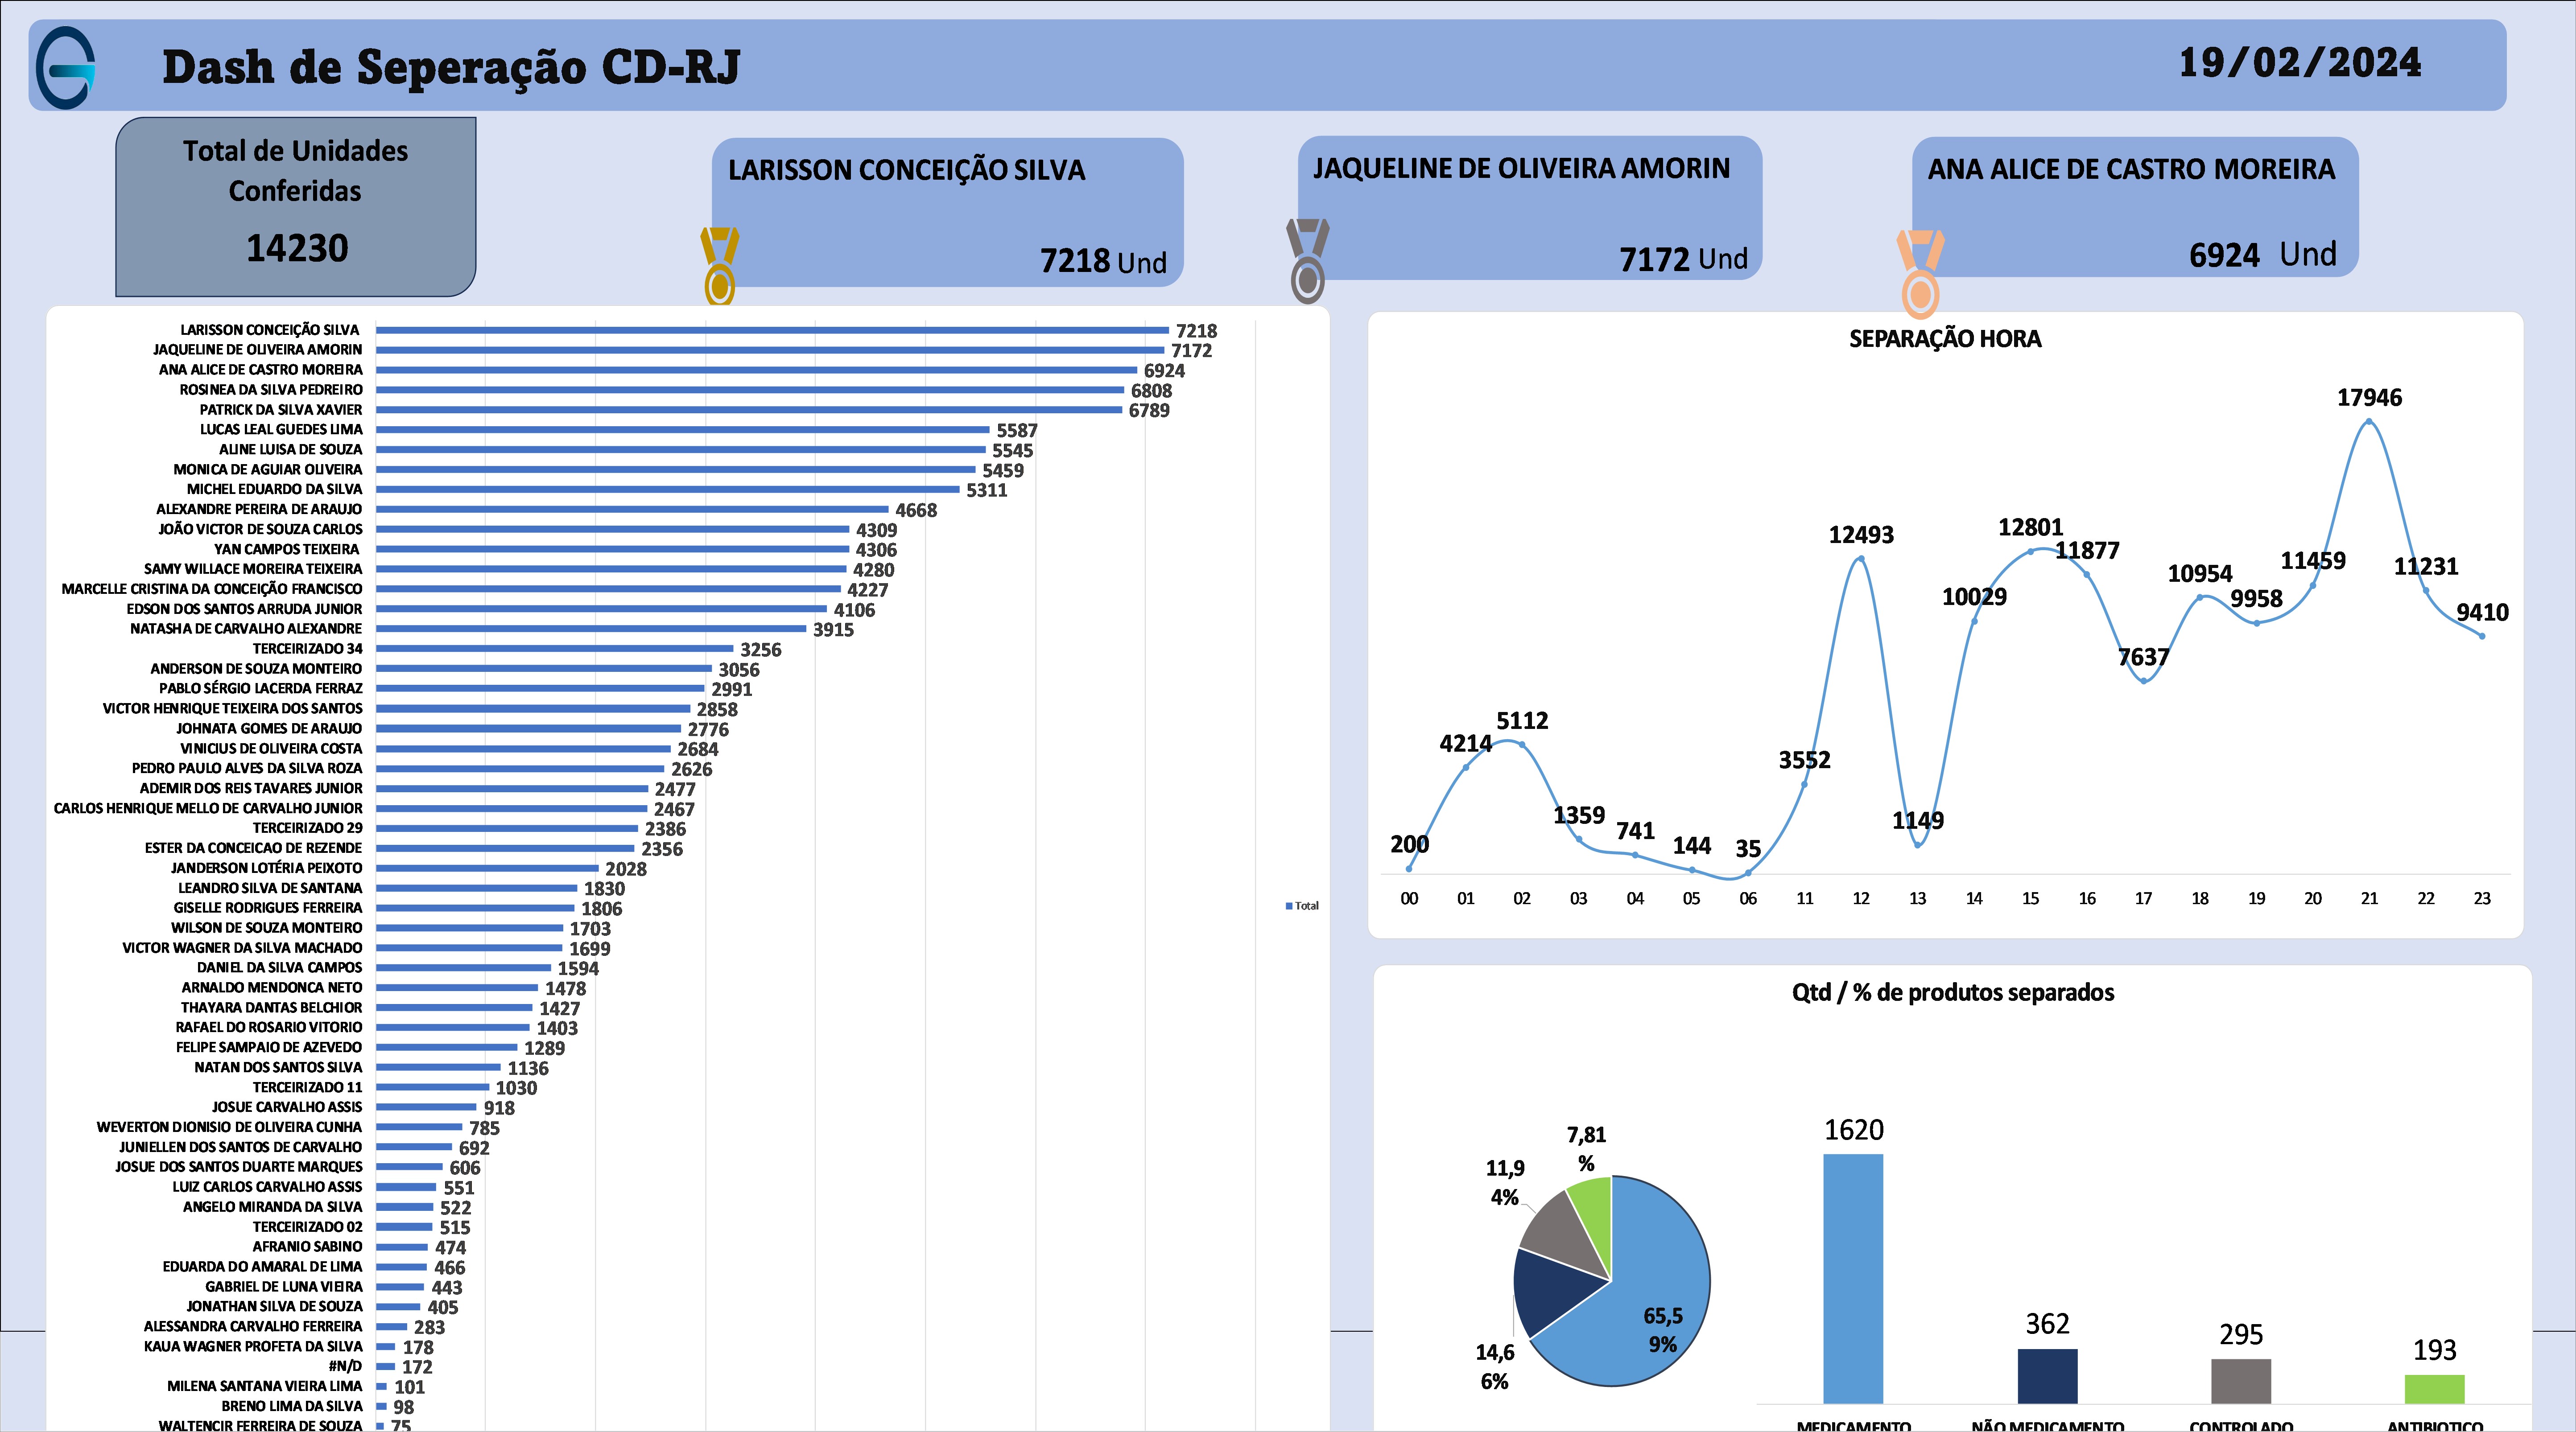 Dash de Seperação CD-RJ
19/02/2024
Total de Unidades
Conferidas
14230
LARISSON CONCEIÇÃO SILVA
7218 Und
JAQUELINE DE OLIVEIRA AMORIN
7172 Und
ANA ALICE DE CASTRO MOREIRA
6924 Und
LARISSON CONCEIÇÃO SILVA 7218
JAQUELINE DE OLIVEIRA AMORIN 7172
ANA ALICE DE CASTRO MOREIRA 6924
ROSINEA DA SILVA PEDREIRO 6808
PATRICK DA SILVA XAVIER 6789
LUCAS LEAL GUEDES LIMA 5587
ALINE LUISA DE SOUZA 5545
MONICA DE AGUIAR OLIVEIRA 5459
MICHEL EDUARDO DA SILVA 5311
ALEXANDRE PEREIRA DE ARAUJO 4668
JOÃO VICTOR DE SOUZA CARLOS 4309
YAN CAMPOS TEIXEIRA 4306
SAMY WILLACE MOREIRA TEIXEIRA 4280
MARCELLE CRISTINA DA CONCEIÇÃO FRANCISCO 4227
EDSON DOS SANTOS ARRUDA JUNIOR 4106
NATASHA DE CARVALHO ALEXANDRE 3915
TERCEIRIZADO 34 3256
ANDERSON DE SOUZA MONTEIRO 3056
PABLO SÉRGIO LACERDA FERRAZ 2991
VICTOR HENRIQUE TEIXEIRA DOS SANTOS 2858
JOHNATA GOMES DE ARAUJO 2776
VINICIUS DE OLIVEIRA COSTA 2684
PEDRO PAULO ALVES DA SILVA ROZA 2626
ADEMIR DOS REIS TAVARES JUNIOR 2477
CARLOS HENRIQUE MELLO DE CARVALHO JUNIOR 2467
TERCEIRIZADO 29 2386
ESTER DA CONCEICAO DE REZENDE 2356
JANDERSON LOTÉRIA PEIXOTO 2028
LEANDRO SILVA DE SANTANA 1830
GISELLE RODRIGUES FERREIRA 1806
WILSON DE SOUZA MONTEIRO 1703
VICTOR WAGNER DA SILVA MACHADO 1699
DANIEL DA SILVA CAMPOS 1594
ARNALDO MENDONCA NETO 1478
THAYARA DANTAS BELCHIOR 1427
RAFAEL DO ROSARIO VITORIO 1403
FELIPE SAMPAIO DE AZEVEDO 1289
NATAN DOS SANTOS SILVA 1136
TERCEIRIZADO 11 1030
JOSUE CARVALHO ASSIS 918
WEVERTON DIONISIO DE OLIVEIRA CUNHA 785
JUNIELLEN DOS SANTOS DE CARVALHO 692
JOSUE DOS SANTOS DUARTE MARQUES 606
LUIZ CARLOS CARVALHO ASSIS 551
ANGELO MIRANDA DA SILVA 522
TERCEIRIZADO 02 515
AFRANIO SABINO 474
EDUARDA DO AMARAL DE LIMA 466
GABRIEL DE LUNA VIEIRA 443
JONATHAN SILVA DE SOUZA 405
ALESSANDRA CARVALHO FERREIRA 283
KAUA WAGNER PROFETA DA SILVA 178
#N/D 172
MILENA SANTANA VIEIRA LIMA 101
BRENO LIMA DA SILVA 98
WALTENCIR FERREIRA DE SOUZA 75
Total
SEPARAÇÃO HORA
200 4214 5112 1359 741 144 35 3552 12493 1149 10029 12801 11877 7637 10954 9958 11459 17946 11231 9410
00 01 02 03 04 05 06 11 12 13 14 15 16 17 18 19 20 21 22 23
Qtd / % de produtos separados
7,81
%
11,9
4%
65,5
9%
14,6
6%
1620 362 295 193
MEDICAMENTO NÃO MEDICAMENTO CONTROLADO ANTIBIOTICO